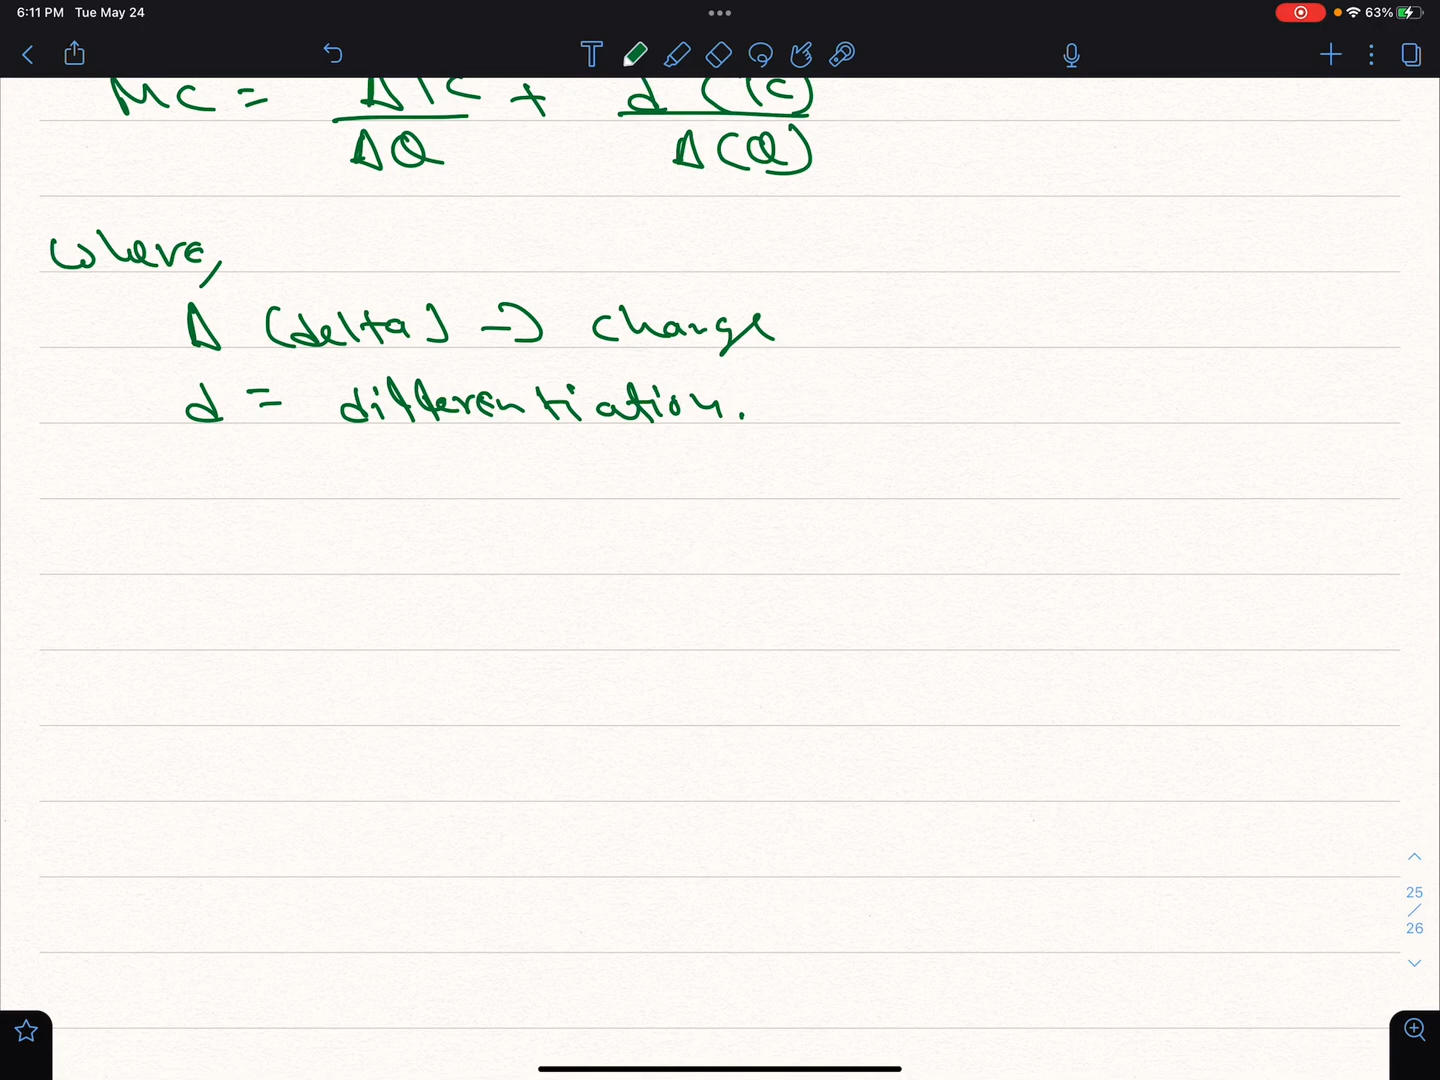 6:11 PM Tue May 24
63%
MC = ΔTC/ΔQ + d(TC)/Δ(Q)
where,
Δ (delta) → change
d = differentiation.
25
/
26